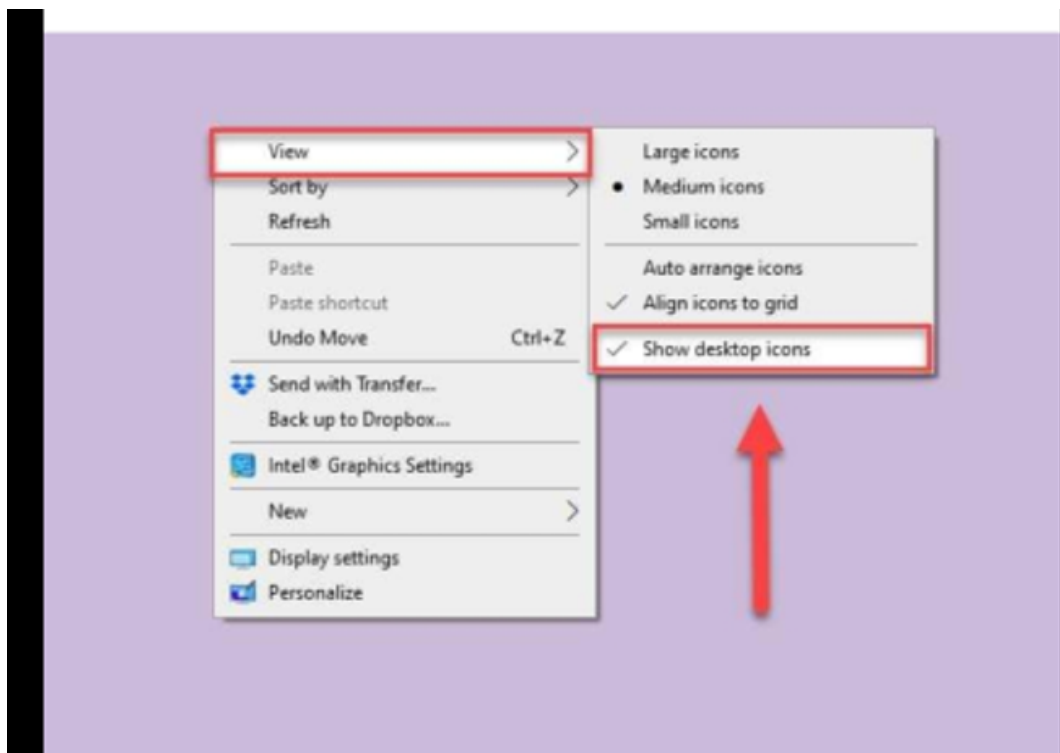 View
Sort by
Refresh
Paste
Paste shortcut
Undo Move Ctrl+Z
Send with Transfer...
Back up to Dropbox...
Intel® Graphics Settings
New
Display settings
Personalize
Large icons
Medium icons
Small icons
Auto arrange icons
Align icons to grid
Show desktop icons